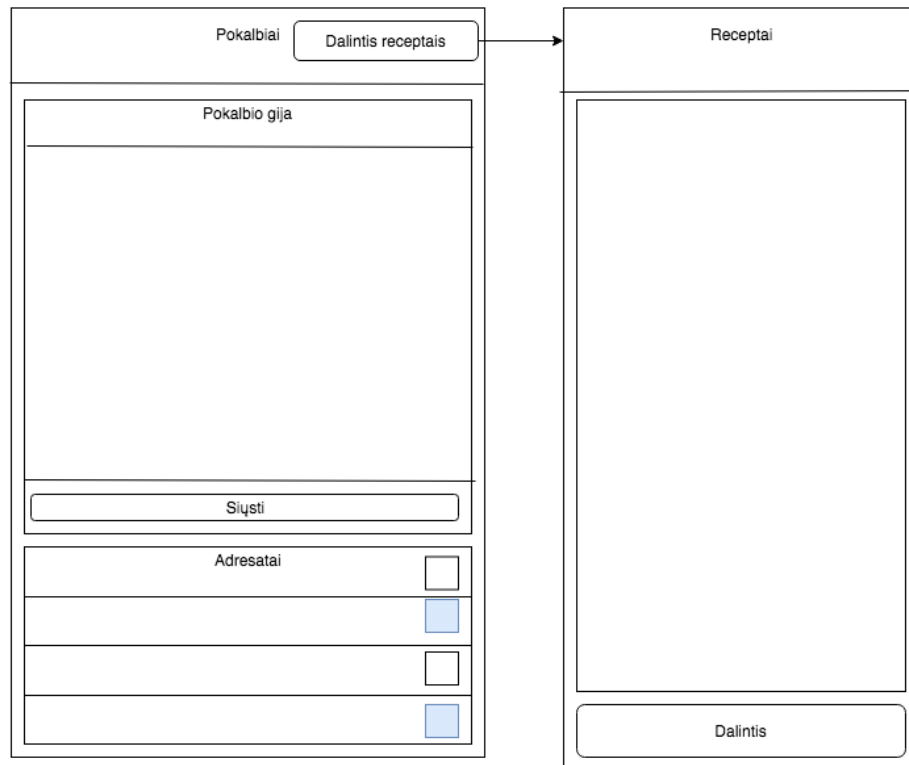 Pokalbiai
Dalintis receptais
Receptai
Pokalbio gija
Siųsti
Adresatai
Dalintis